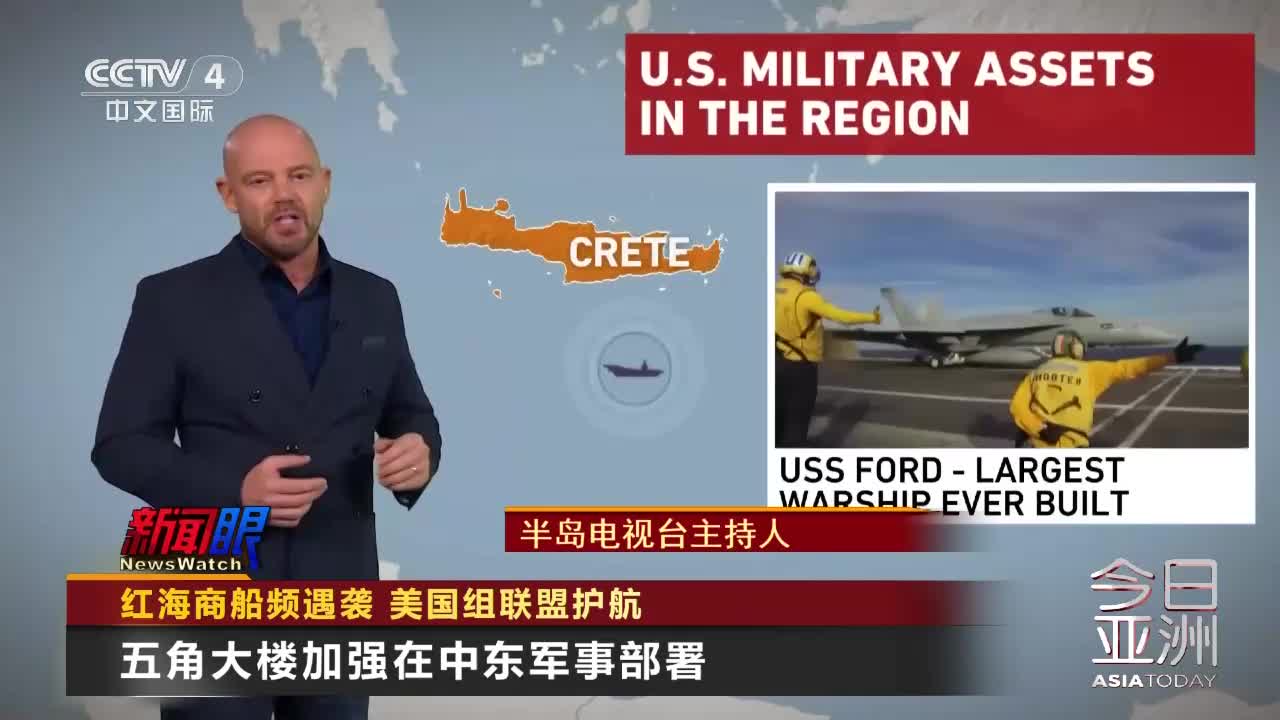 CCTV 4
中文国际
U.S. MILITARY ASSETS
IN THE REGION
CRETE
SHOOTER
USS FORD - LARGEST
WARSHIP EVER BUILT
半岛电视台主持人
新闻眼
NewsWatch
红海商船频遇袭 美国组联盟护航
五角大楼加强在中东军事部署
今日
亚洲
ASIA TODAY